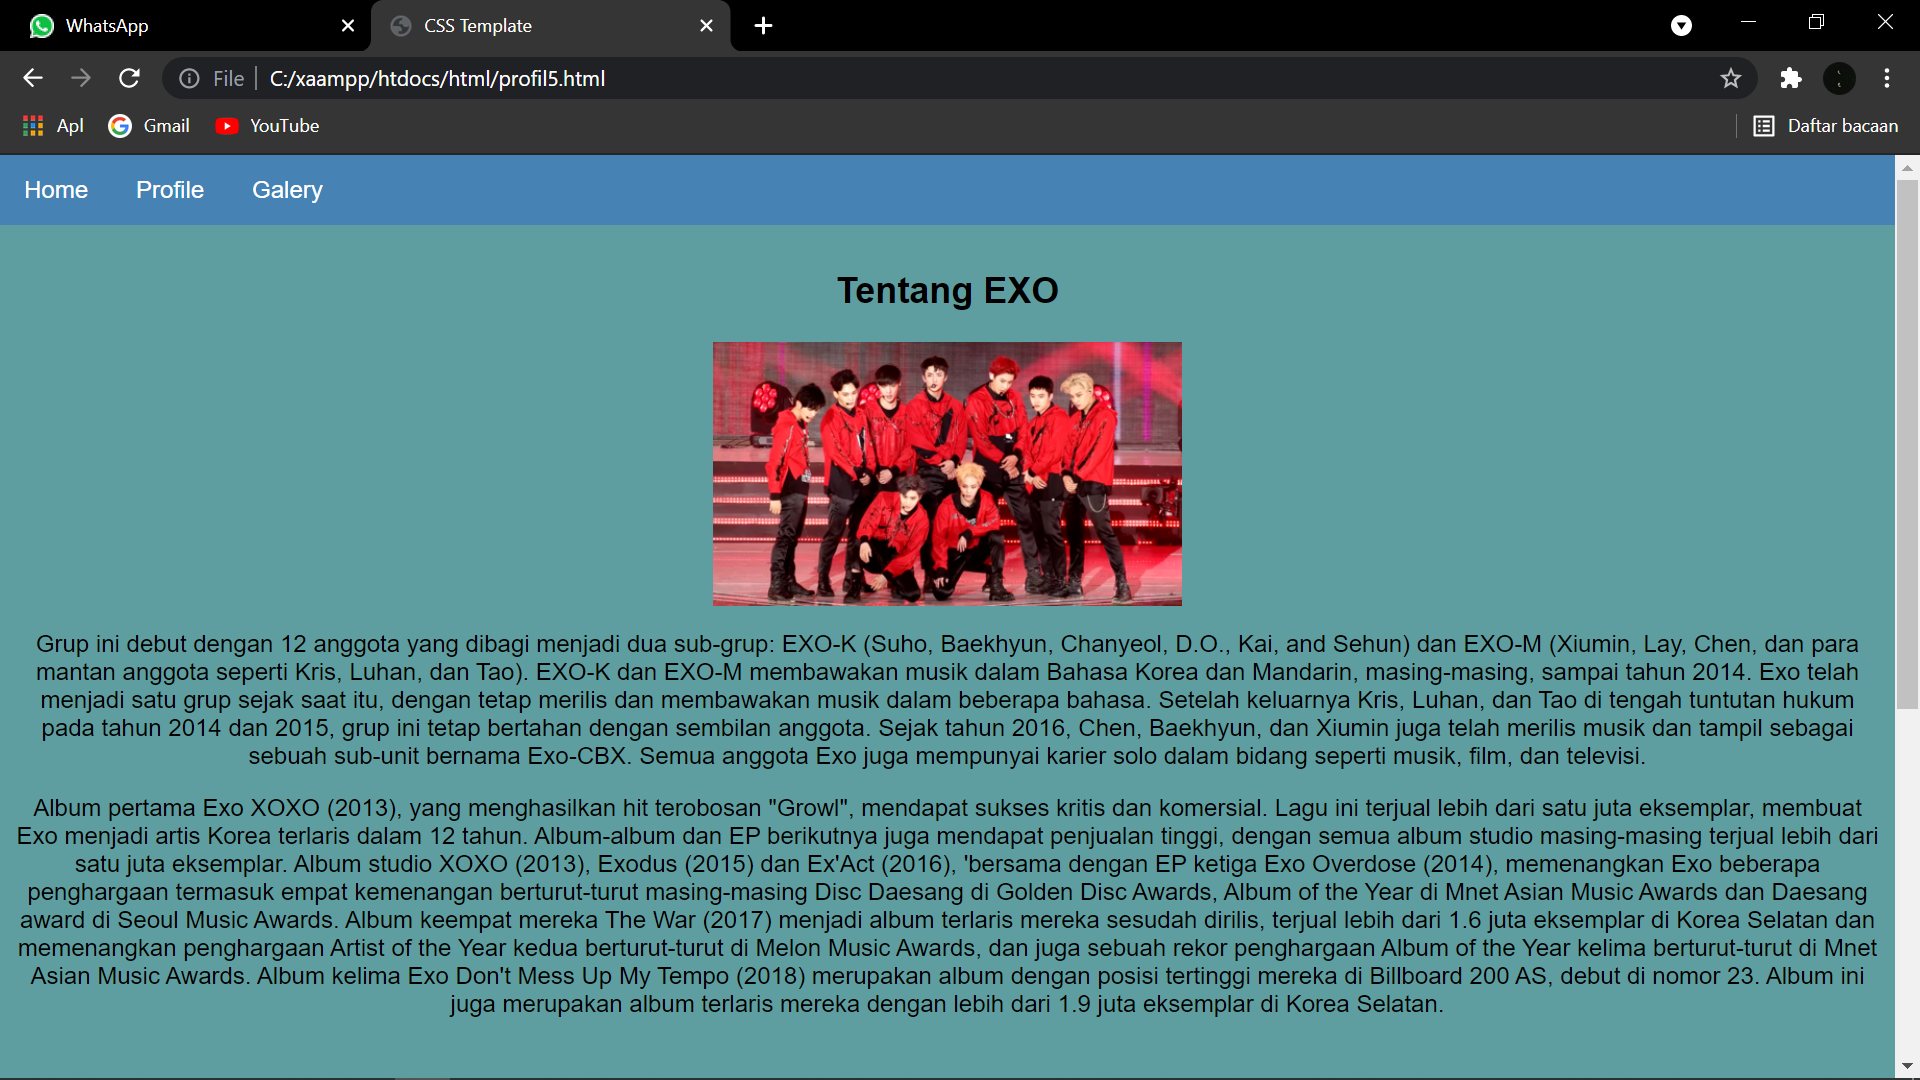 WhatsApp
CSS Template
File
C:/xaampp/htdocs/html/profil5.html
Apl
Gmail
YouTube
Daftar bacaan
Home
Profile
Galery
Tentang EXO
Grup ini debut dengan 12 anggota yang dibagi menjadi dua sub-grup: EXO-K (Suho, Baekhyun, Chanyeol, D.O., Kai, and Sehun) dan EXO-M (Xiumin, Lay, Chen, dan para
mantan anggota seperti Kris, Luhan, dan Tao). EXO-K dan EXO-M membawakan musik dalam Bahasa Korea dan Mandarin, masing-masing, sampai tahun 2014. Exo telah
menjadi satu grup sejak saat itu, dengan tetap merilis dan membawakan musik dalam beberapa bahasa. Setelah keluarnya Kris, Luhan, dan Tao di tengah tuntutan hukum
pada tahun 2014 dan 2015, grup ini tetap bertahan dengan sembilan anggota. Sejak tahun 2016, Chen, Baekhyun, dan Xiumin juga telah merilis musik dan tampil sebagai
sebuah sub-unit bernama Exo-CBX. Semua anggota Exo juga mempunyai karier solo dalam bidang seperti musik, film, dan televisi.
Album pertama Exo XOXO (2013), yang menghasilkan hit terobosan "Growl", mendapat sukses kritis dan komersial. Lagu ini terjual lebih dari satu juta eksemplar, membuat
Exo menjadi artis Korea terlaris dalam 12 tahun. Album-album dan EP berikutnya juga mendapat penjualan tinggi, dengan semua album studio masing-masing terjual lebih dari
satu juta eksemplar. Album studio XOXO (2013), Exodus (2015) dan Ex'Act (2016), 'bersama dengan EP ketiga Exo Overdose (2014), memenangkan Exo beberapa
penghargaan termasuk empat kemenangan berturut-turut masing-masing Disc Daesang di Golden Disc Awards, Album of the Year di Mnet Asian Music Awards dan Daesang
award di Seoul Music Awards. Album keempat mereka The War (2017) menjadi album terlaris mereka sesudah dirilis, terjual lebih dari 1.6 juta eksemplar di Korea Selatan dan
memenangkan penghargaan Artist of the Year kedua berturut-turut di Melon Music Awards, dan juga sebuah rekor penghargaan Album of the Year kelima berturut-turut di Mnet
Asian Music Awards. Album kelima Exo Don't Mess Up My Tempo (2018) merupakan album dengan posisi tertinggi mereka di Billboard 200 AS, debut di nomor 23. Album ini
juga merupakan album terlaris mereka dengan lebih dari 1.9 juta eksemplar di Korea Selatan.